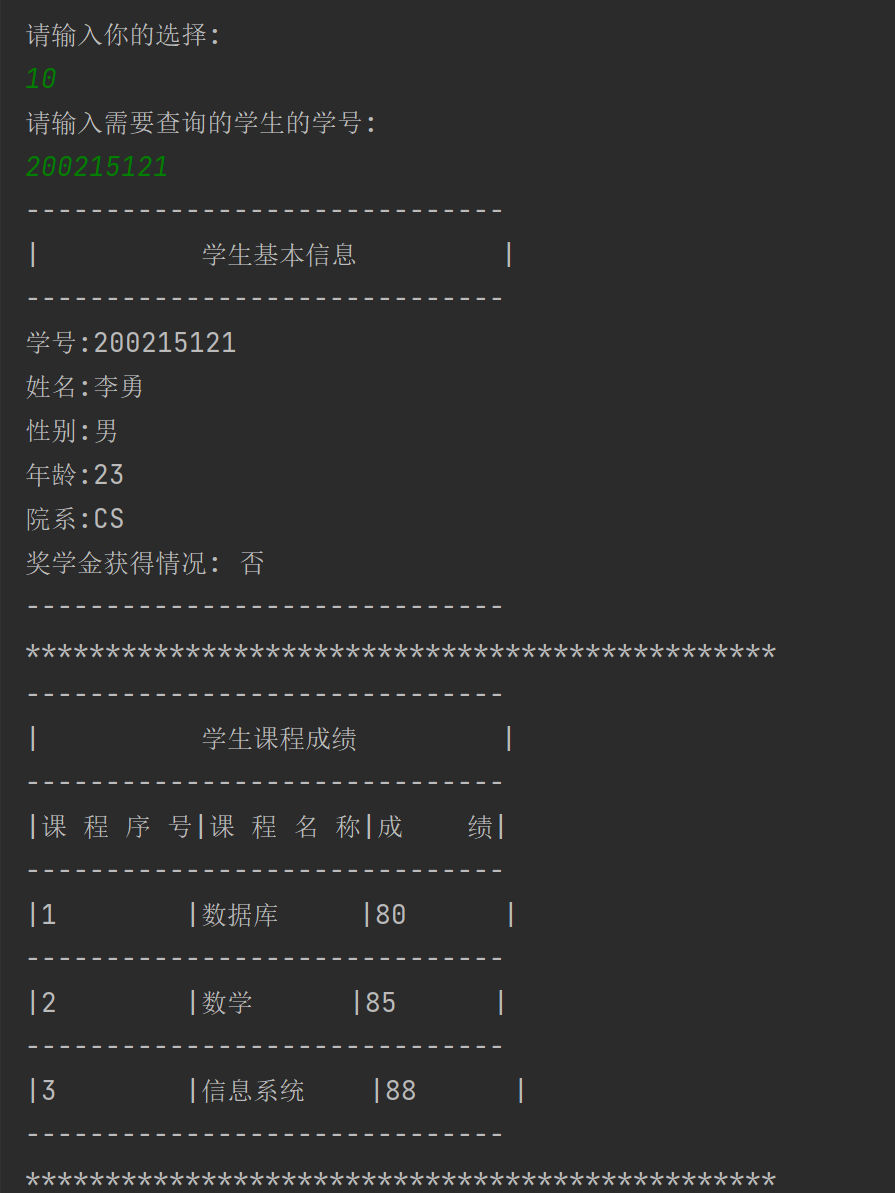 请输入你的选择:
10
请输入需要查询的学生的学号:
200215121
------------------------------
|          学生基本信息         |
------------------------------
学号:200215121
姓名:李勇
性别:男
年龄:23
院系:CS
奖学金获得情况: 否
------------------------------
***********************************************
------------------------------
|          学生课程成绩         |
------------------------------
|课 程 序 号|课 程 名 称|成    绩|
------------------------------
|1        |数据库     |80      |
------------------------------
|2        |数学      |85      |
------------------------------
|3        |信息系统    |88      |
------------------------------
***********************************************